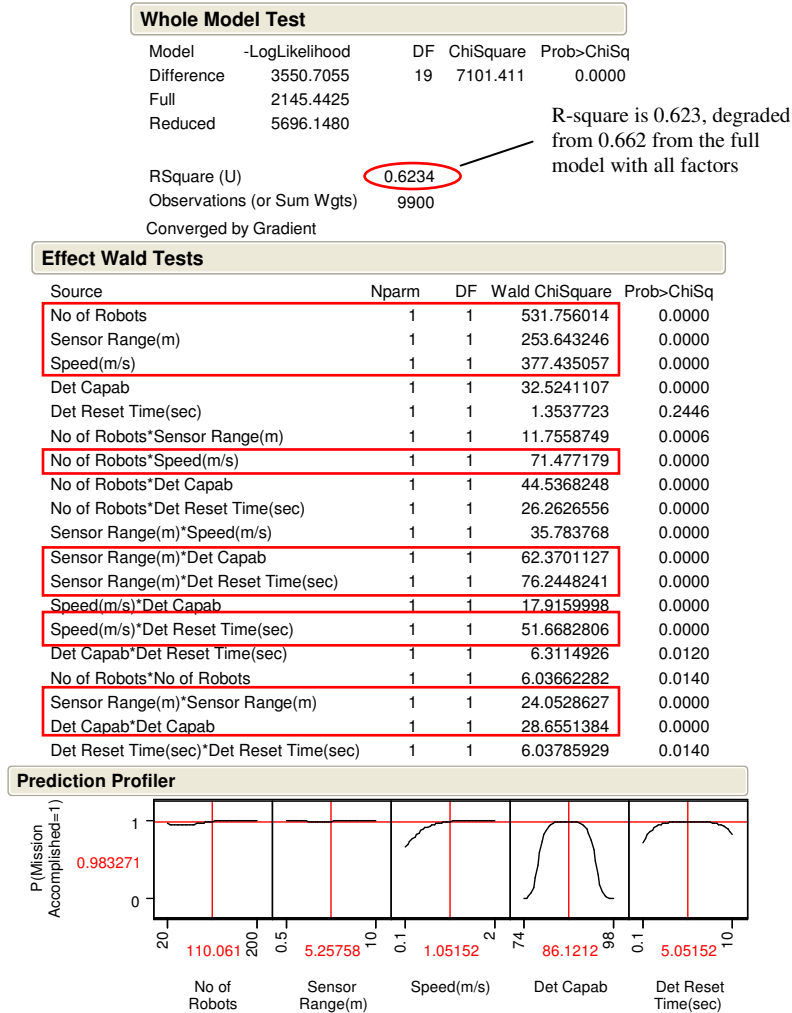 Whole Model Test
Model -LogLikelihood DF ChiSquare Prob>ChiSq
Difference 3550.7055 19 7101.411 0.0000
Full 2145.4425
Reduced 5696.1480
R-square is 0.623, degraded
from 0.662 from the full
model with all factors
RSquare (U) 0.6234
Observations (or Sum Wgts) 9900
Converged by Gradient
Effect Wald Tests
Source Nparm DF Wald ChiSquare Prob>ChiSq
No of Robots 1 1 531.756014 0.0000
Sensor Range(m) 1 1 253.643246 0.0000
Speed(m/s) 1 1 377.435057 0.0000
Det Capab 1 1 32.5241107 0.0000
Det Reset Time(sec) 1 1 1.3537723 0.2446
No of Robots*Sensor Range(m) 1 1 11.7558749 0.0006
No of Robots*Speed(m/s) 1 1 71.477179 0.0000
No of Robots*Det Capab 1 1 44.5368248 0.0000
No of Robots*Det Reset Time(sec) 1 1 26.2626556 0.0000
Sensor Range(m)*Speed(m/s) 1 1 35.783768 0.0000
Sensor Range(m)*Det Capab 1 1 62.3701127 0.0000
Sensor Range(m)*Det Reset Time(sec) 1 1 76.2448241 0.0000
Speed(m/s)*Det Capab 1 1 17.9159998 0.0000
Speed(m/s)*Det Reset Time(sec) 1 1 51.6682806 0.0000
Det Capab*Det Reset Time(sec) 1 1 6.3114926 0.0120
No of Robots*No of Robots 1 1 6.03662282 0.0140
Sensor Range(m)*Sensor Range(m) 1 1 24.0528627 0.0000
Det Capab*Det Capab 1 1 28.6551384 0.0000
Det Reset Time(sec)*Det Reset Time(sec) 1 1 6.03785929 0.0140
Prediction Profiler
P(Mission
Accomplished=1)
1
0.983271
0
20 110.061 200 0.5 5.25758 10 0.1 1.05152 2 74 86.1212 98 0.1 5.05152 10
No of Sensor Speed(m/s) Det Capab Det Reset
Robots Range(m) Time(sec)